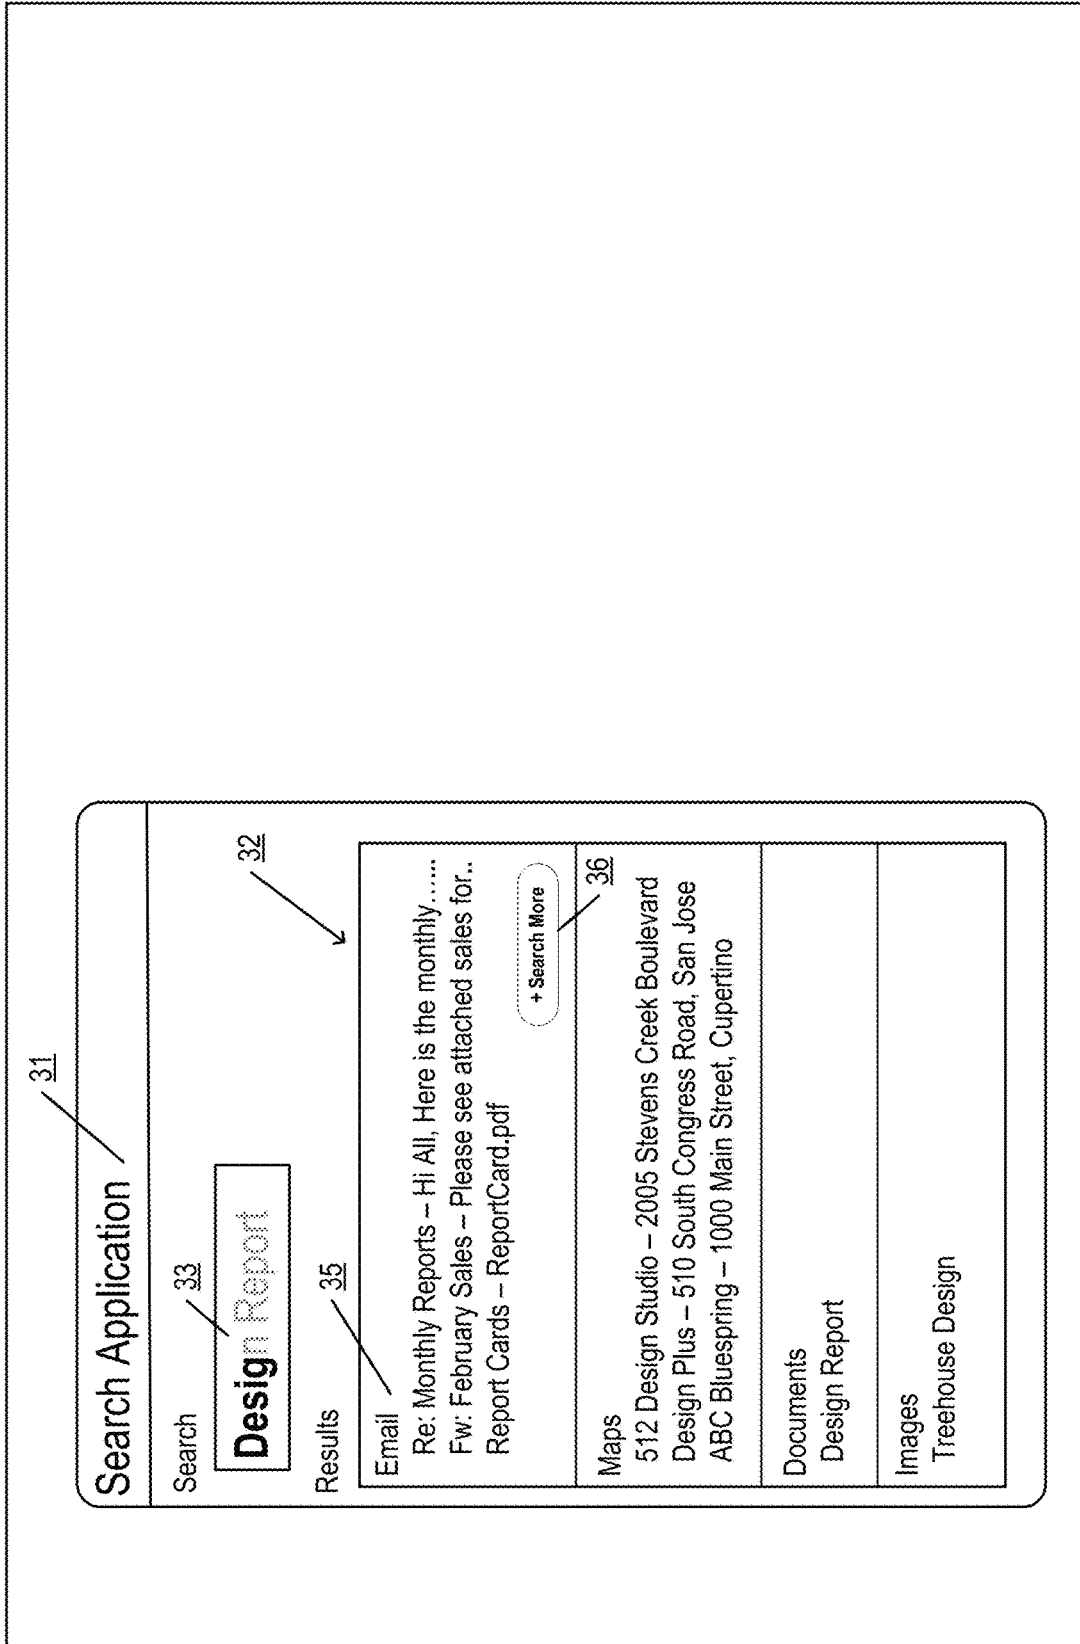 31
Search Application
Search
33
Design Report
32
Results
35
Email
Re: Monthly Reports – Hi All, Here is the monthly......
Fw: February Sales – Please see attached sales for..
Report Cards – ReportCard.pdf
+ Search More
36
Maps
512 Design Studio – 2005 Stevens Creek Boulevard
Design Plus – 510 South Congress Road, San Jose
ABC Bluespring – 1000 Main Street, Cupertino
Documents
Design Report
Images
Treehouse Design